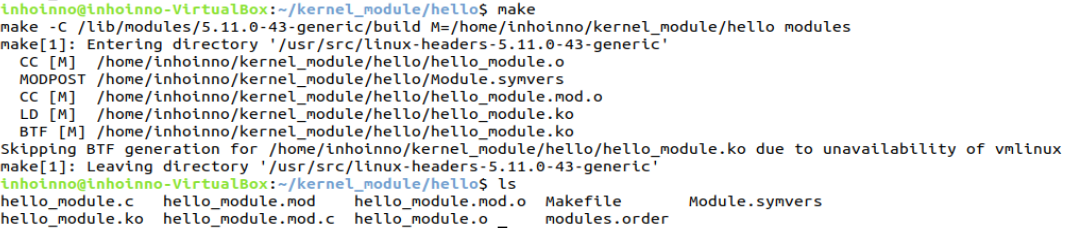 inhoinno@inhoinno-VirtualBox:~/kernel_module/hello$ make
make -C /lib/modules/5.11.0-43-generic/build M=/home/inhoinno/kernel_module/hello modules
make[1]: Entering directory '/usr/src/linux-headers-5.11.0-43-generic'
  CC [M]  /home/inhoinno/kernel_module/hello/hello_module.o
  MODPOST /home/inhoinno/kernel_module/hello/Module.symvers
  CC [M]  /home/inhoinno/kernel_module/hello/hello_module.mod.o
  LD [M]  /home/inhoinno/kernel_module/hello/hello_module.ko
  BTF [M] /home/inhoinno/kernel_module/hello/hello_module.ko
Skipping BTF generation for /home/inhoinno/kernel_module/hello/hello_module.ko due to unavailability of vmlinux
make[1]: Leaving directory '/usr/src/linux-headers-5.11.0-43-generic'
inhoinno@inhoinno-VirtualBox:~/kernel_module/hello$ ls
hello_module.c   hello_module.mod    hello_module.mod.o  Makefile       Module.symvers
hello_module.ko  hello_module.mod.c  hello_module.o      modules.order